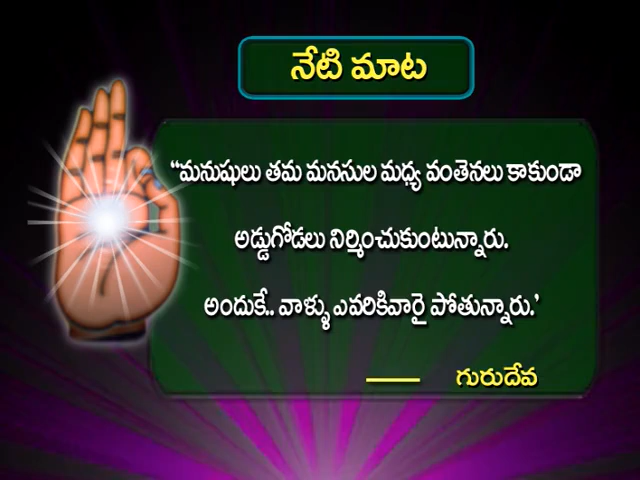 నేటి మాట
“మనుషులు తమ మనసుల మధ్య వంతెనలు కాకుండా
అడ్డుగోడలు నిర్మించుకుంటున్నారు.
అందుకే.. వాళ్ళు ఎవరికివారై పోతున్నారు.’
—— గురుదేవ